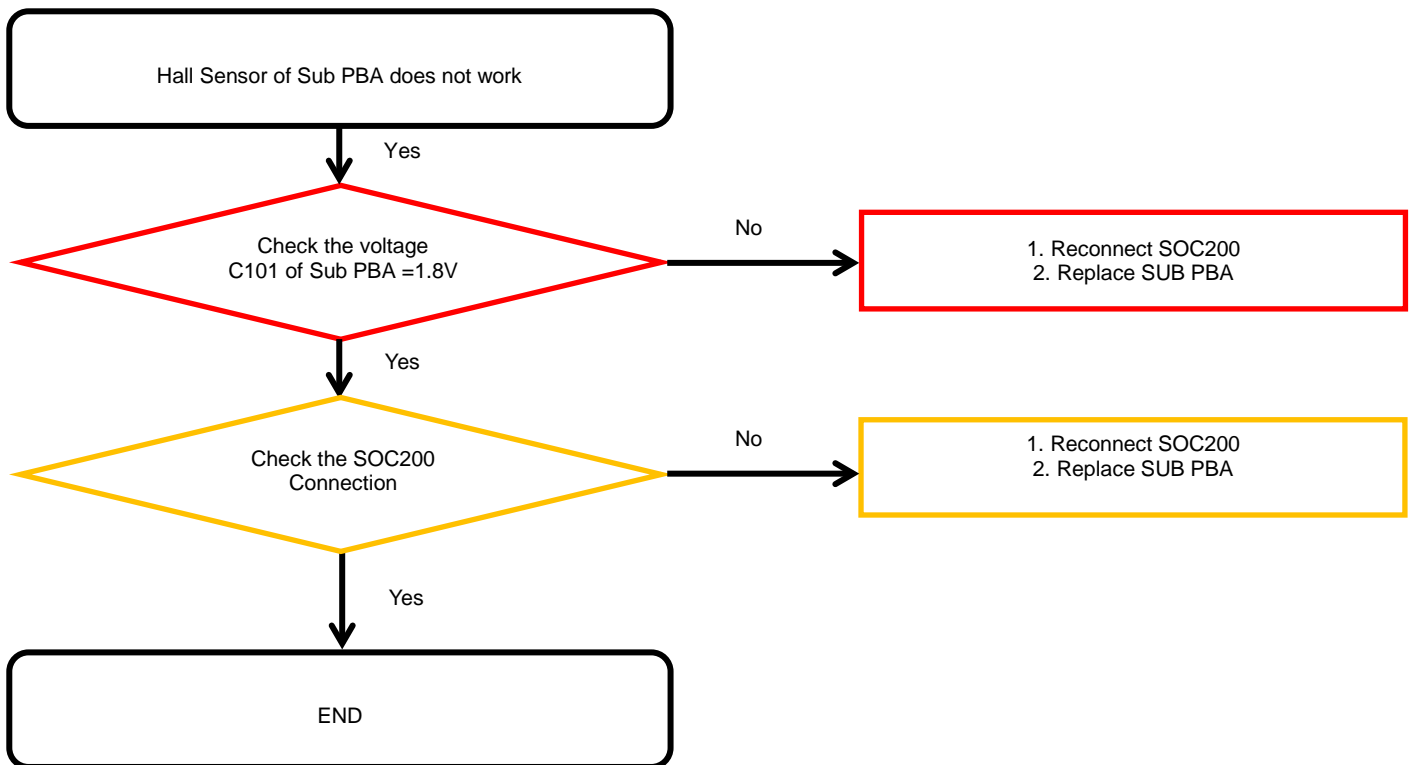 Hall Sensor of Sub PBA does not work
Yes
Check the voltage
C101 of Sub PBA =1.8V
No
1. Reconnect SOC200
2. Replace SUB PBA
Yes
Check the SOC200
Connection
No
1. Reconnect SOC200
2. Replace SUB PBA
Yes
END